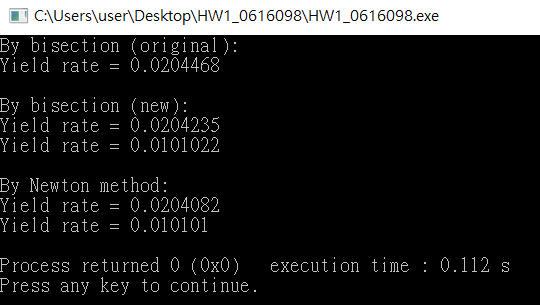 C:\Users\user\Desktop\HW1_0616098\HW1_0616098.exe
By bisection (original):
Yield rate = 0.0204468
By bisection (new):
Yield rate = 0.0204235
Yield rate = 0.0101022
By Newton method:
Yield rate = 0.0204082
Yield rate = 0.010101
Process returned 0 (0x0)   execution time : 0.112 s
Press any key to continue.